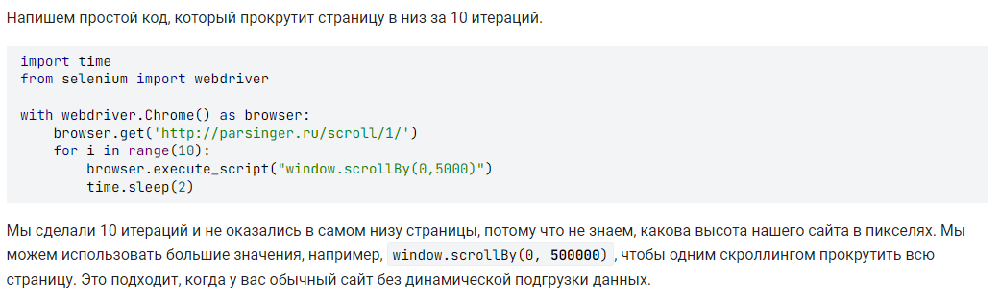 Напишем простой код, который прокрутит страницу в низ за 10 итераций.
import time
from selenium import webdriver
with webdriver.Chrome() as browser:
    browser.get('http://parsinger.ru/scroll/1/')
    for i in range(10):
        browser.execute_script("window.scrollBy(0,5000)")
        time.sleep(2)
Мы сделали 10 итераций и не оказались в самом низу страницы, потому что не знаем, какова высота нашего сайта в пикселях. Мы
можем использовать большие значения, например, window.scrollBy(0, 500000), чтобы одним скроллингом прокрутить всю
страницу. Это подходит, когда у вас обычный сайт без динамической подгрузки данных.